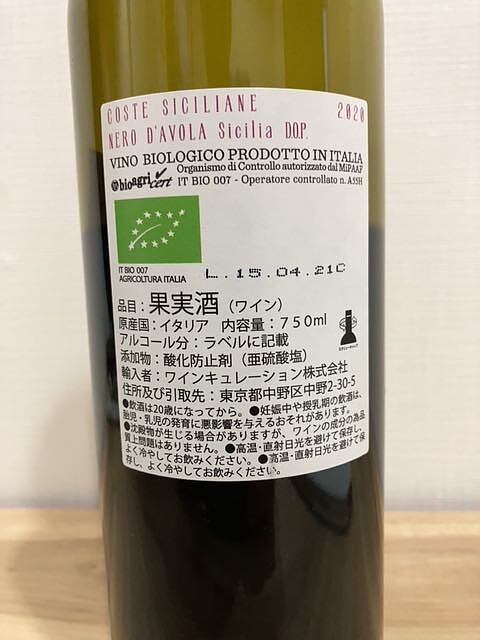 COSTE SICILIANE 2020
NERO D'AVOLA Sicilia D.O.P.
VINO BIOLOGICO PRODOTTO IN ITALIA
Organismo di Controllo autorizzato dal MiPAAF
bioagricert IT BIO 007 - Operatore controllato n. A55H
IT BIO 007
AGRICOLTURA ITALIA
L.15.04.21C
品目：果実酒（ワイン）
原産国：イタリア 内容量：750ml
アルコール分：ラベルに記載
添加物：酸化防止剤（亜硫酸塩）
輸入者：ワインキュレーション株式会社
住所及び引取先：東京都中野区中野2-30-5
●飲酒は20歳になってから。●妊娠中や授乳期の飲酒は、
胎児・乳児の発育に悪影響を与えるおそれがあります。
●沈殿物が生じる場合がありますが、ワインの成分の為品
質上問題はありません。●高温・直射日光を避けて保存し、
よく冷やしてお飲みください。●高温・直射日光を避けて保
存し、よく冷やしてお飲みください。